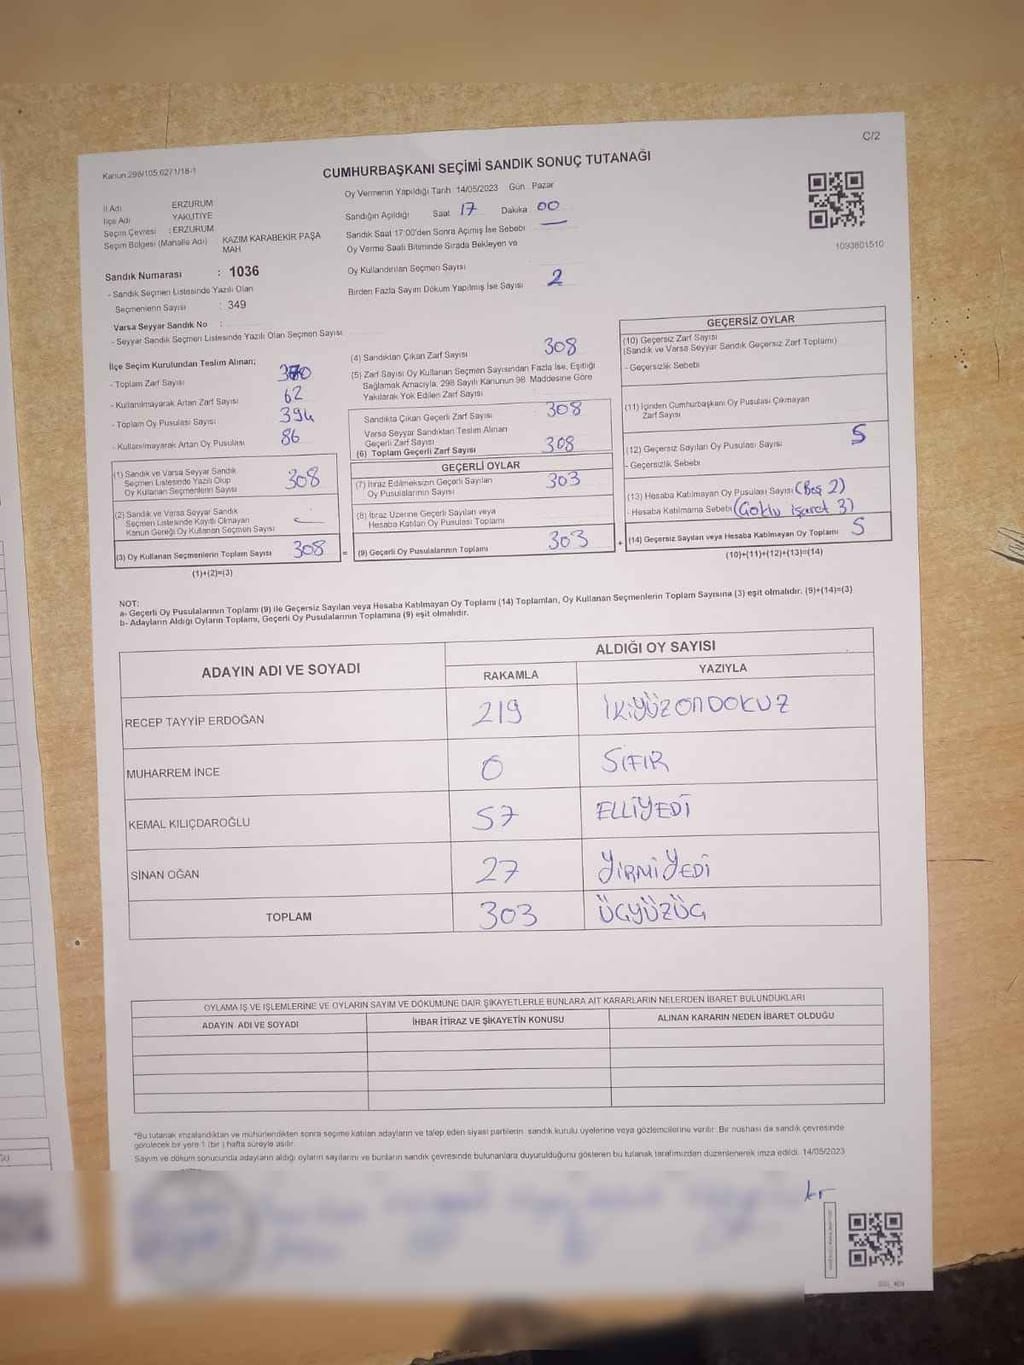 C/2
Kanun 298/105,0271/18-1
CUMHURBAŞKANI SEÇİMİ SANDIK SONUÇ TUTANAĞI
İl Adı ERZURUM
İlçe Adı YAKUTİYE
Seçim Çevresi : ERZURUM
Seçim Bölgesi (Mahalle Adı) KAZIM KARABEKİR PAŞA MAH
Sandık Numarası : 1036
- Sandık Seçmen Listesinde Yazılı Olan
Seçmenlerin Sayısı : 349
Varsa Seyyar Sandık No :
- Seyyar Sandık Seçmen Listesinde Yazılı Olan Seçmen Sayısı
Oy Vermenin Yapıldığı Tarih 14/05/2023 Gün Pazar
Sandığın Açıldığı Saat 17 Dakika 00
Sandık Saat 17:00'den Sonra Açımış İse Sebebi
Oy Verme Saati Bitiminde Sırada Bekleyen ve
Oy Kullandırılan Seçmen Sayısı
Birden Fazla Sayım Döküm Yapılmış İse Sayısı 2
1093801510
İlçe Seçim Kurulundan Teslim Alınan;
- Toplam Zarf Sayısı 370
- Kullanılmayarak Artan Zarf Sayısı 62
- Toplam Oy Pusulası Sayısı 394
- Kullanılmayarak Artan Oy Pusulası 86
(1) Sandık ve Varsa Seyyar Sandık
Seçmen Listesinde Yazılı Olup
Oy Kullanan Seçmenlerin Sayısı 308
(2) Sandık ve Varsa Seyyar Sandık
Seçmen Listesinde Kayıtlı Olmayan
Kanun Gereği Oy Kullanan Seçmen Sayısı
(3) Oy Kullanan Seçmenlerin Toplam Sayısı 308 =
(1)+(2)=(3)
(4) Sandıktan Çıkan Zarf Sayısı 308
(5) Zarf Sayısı Oy Kullanan Seçmen Sayısından Fazla İse, Eşitliği
Sağlamak Amacıyla, 298 Sayılı Kanunun 98. Maddesine Göre
Yakılarak Yok Edilen Zarf Sayısı
Sandıkta Çıkan Geçerli Zarf Sayısı 308
Varsa Seyyar Sandıktan Teslim Alınan
Geçerli Zarf Sayısı
(6) Toplam Geçerli Zarf Sayısı 308
GEÇERLİ OYLAR
(7) İtiraz Edilmeksizin Geçerli Sayılan
Oy Pusulalarının Sayısı 303
(8) İtiraz Üzerine Geçerli Sayılan veya
Hesaba Katılan Oy Pusulası Toplamı
(9) Geçerli Oy Pusulalarının Toplamı 303 +
GEÇERSİZ OYLAR
(10) Geçersiz Zarf Sayısı
(Sandık ve Varsa Seyyar Sandık Geçersiz Zarf Toplamı)
- Geçersizlik Sebebi
(11) İçinden Cumhurbaşkanı Oy Pusulası Çıkmayan
Zarf Sayısı
(12) Geçersiz Sayılan Oy Pusulası Sayısı 5
- Geçersizlik Sebebi
(13) Hesaba Katılmayan Oy Pusulası Sayısı (Boş 2)
- Hesaba Katılmama Sebebi (Çoklu işaret 3)
(14) Geçersiz Sayılan veya Hesaba Katılmayan Oy Toplamı 5
(10)+(11)+(12)+(13)=(14)
NOT:
a- Geçerli Oy Pusulalarının Toplamı (9) ile Geçersiz Sayılan veya Hesaba Katılmayan Oy Toplamı (14) Toplamları, Oy Kullanan Seçmenlerin Toplam Sayısına (3) eşit olmalıdır. (9)+(14)=(3)
b- Adayların Aldığı Oyların Toplamı, Geçerli Oy Pusulalarının Toplamına (9) eşit olmalıdır.
ADAYIN ADI VE SOYADI ALDIĞI OY SAYISI
RAKAMLA YAZIYLA
RECEP TAYYİP ERDOĞAN 219 İKİYÜZONDOKUZ
MUHARREM İNCE 0 SIFIR
KEMAL KILIÇDAROĞLU 57 ELLİYEDİ
SİNAN OĞAN 27 YİRMİYEDİ
TOPLAM 303 ÜÇYÜZÜÇ
OYLAMA İŞ VE İŞLEMLERİNE VE OYLARIN SAYIM VE DÖKÜMÜNE DAİR ŞİKAYETLERLE BUNLARA AİT KARARLARIN NELERDEN İBARET BULUNDUKLARI
ADAYIN ADI VE SOYADI İHBAR İTİRAZ VE ŞİKAYETİN KONUSU ALINAN KARARIN NEDEN İBARET OLDUĞU
*Bu tutanak imzalandıktan ve mühürlendikten sonra seçime katılan adayların ve talep eden siyasi partilerin sandık kurulu üyelerine veya gözlemcilerine verilir. Bir nüshası da sandık çevresinde
görülecek bir yere 1 (bir) hafta süreyle asılır.
Sayım ve döküm sonucunda adayların aldığı oyların sayılarını ve bunların sandık çevresinde bulunanlara duyurulduğunu gösteren bu tutanak tarafımızdan düzenlenerek imza edildi. 14/05/2023